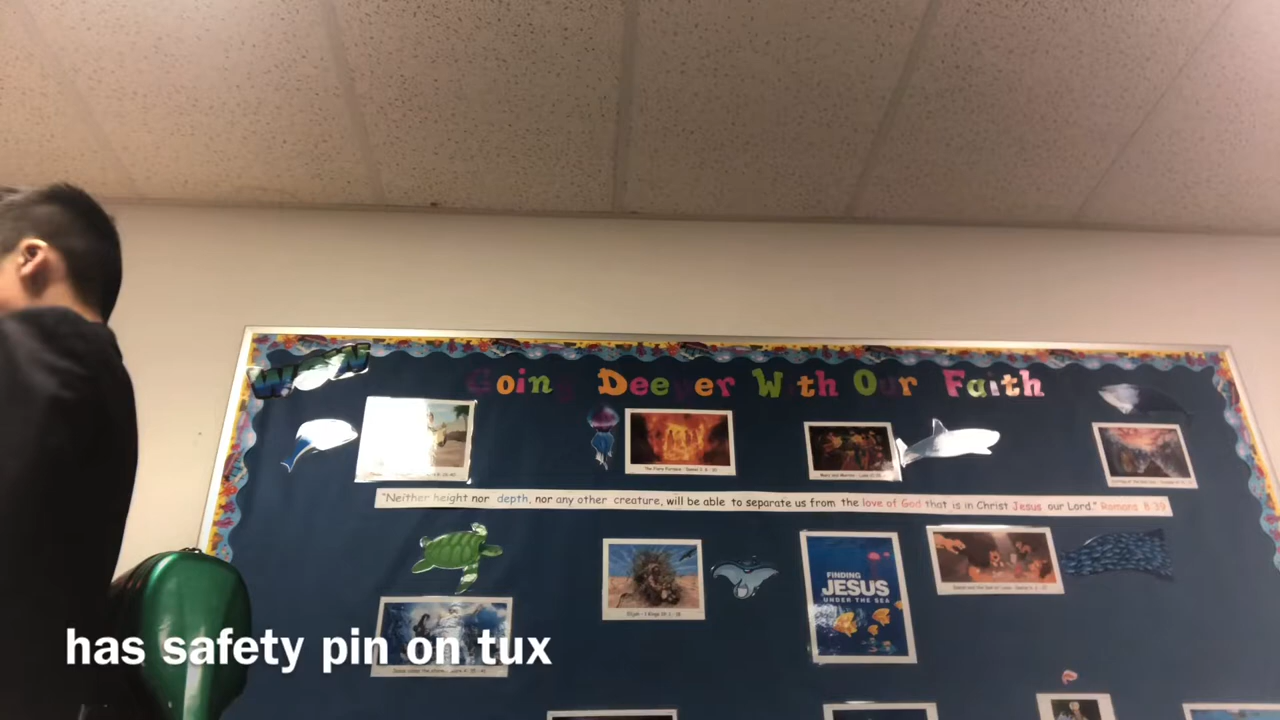 WOW
Going Deeper With Our Faith
"Neither height nor depth, nor any other creature, will be able to separate us from the love of God that is in Christ Jesus our Lord." Romans 8:39
FINDING
JESUS
UNDER THE SEA
has safety pin on tux